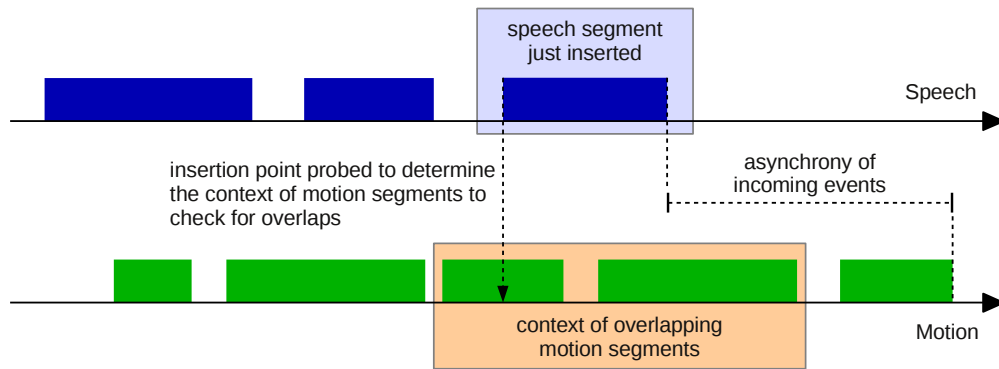 speech segment
just inserted
Speech
insertion point probed to determine
the context of motion segments to
check for overlaps
asynchrony of
incoming events
context of overlapping
motion segments
Motion